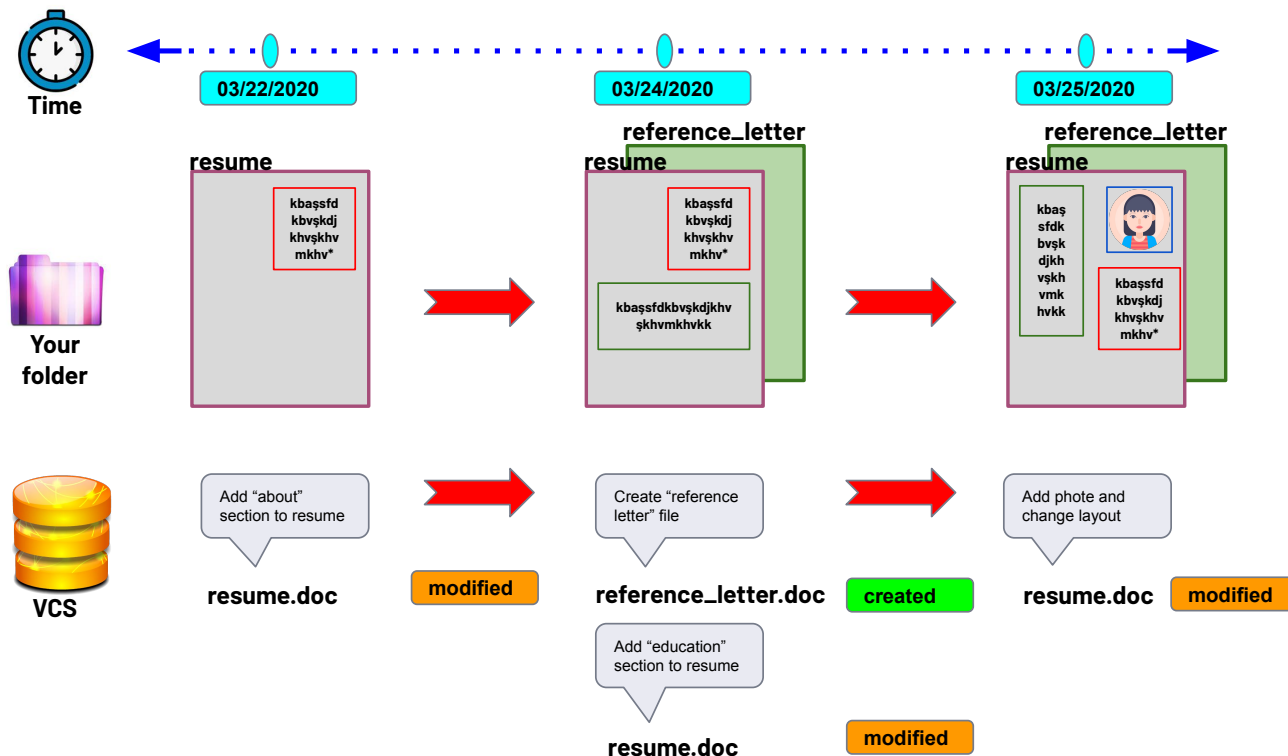 Time
03/22/2020
03/24/2020
03/25/2020
reference_letter
reference_letter
resume
resume
resume
kbaşsfd
kbvşkdj
khvşkhv
mkhv*
kbaşsfd
kbvşkdj
khvşkhv
mkhv*
kbaşsfdkbvşkdjkhv
şkhvmkhvkk
kbaş
sfdk
bvşk
djkh
vşkh
vmk
hvkk
kbaşsfd
kbvşkdj
khvşkhv
mkhv*
Your
folder
Add “about”
section to resume
Create “reference
letter” file
Add phote and
change layout
VCS
resume.doc
modified
reference_letter.doc
created
resume.doc
modified
Add “education”
section to resume
resume.doc
modified